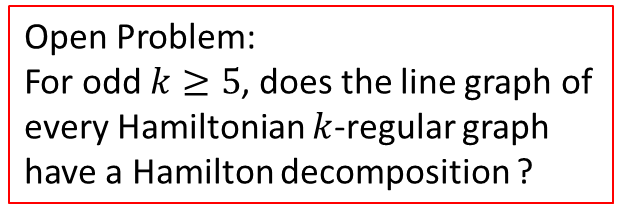 Open Problem:
For odd k ≥ 5, does the line graph of
every Hamiltonian k-regular graph
have a Hamilton decomposition ?